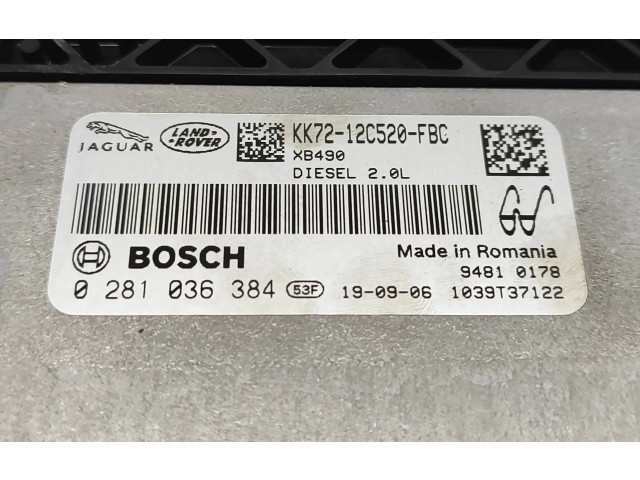 JAGUAR
LAND-
ROVER
KK72-12C520-FBC
XB490
DIESEL 2.0L
BOSCH
Made in Romania
9481 0178
0 281 036 384 53F 19-09-06 1039T37122